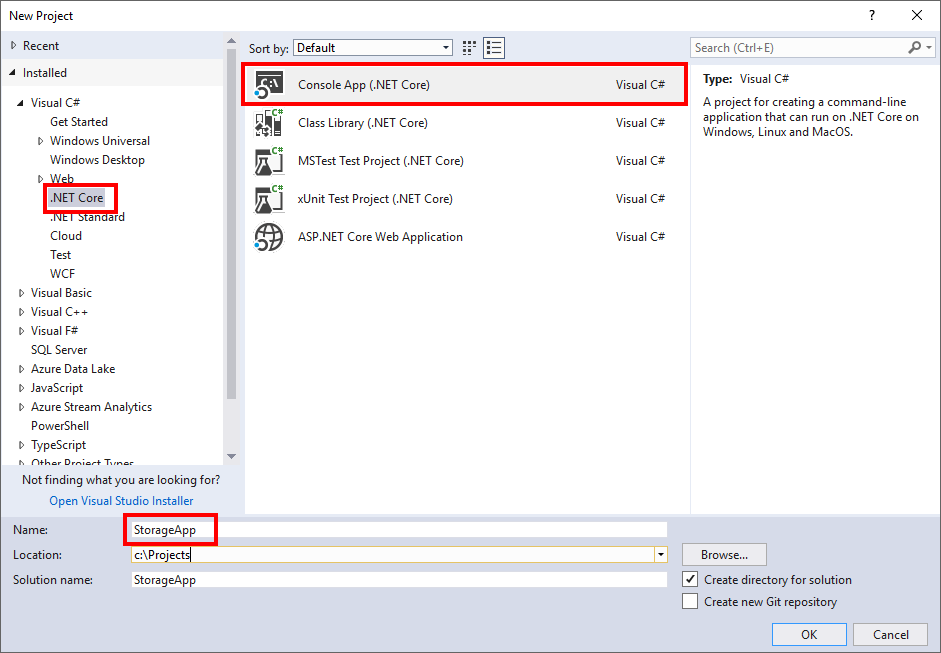 New Project
?
Recent
Installed
Visual C#
Get Started
Windows Universal
Windows Desktop
Web
.NET Core
.NET Standard
Cloud
Test
WCF
Visual Basic
Visual C++
Visual F#
SQL Server
Azure Data Lake
JavaScript
Azure Stream Analytics
PowerShell
TypeScript
Other Project Types
Not finding what you are looking for?
Open Visual Studio Installer
Sort by: Default
Console App (.NET Core) Visual C#
C#
Class Library (.NET Core) Visual C#
C#
MSTest Test Project (.NET Core) Visual C#
C#
xUnit Test Project (.NET Core) Visual C#
ASP.NET Core Web Application Visual C#
Search (Ctrl+E)
Type: Visual C#
A project for creating a command-line
application that can run on .NET Core on
Windows, Linux and MacOS.
Name: StorageApp
Location: c:\Projects
Browse...
Solution name: StorageApp
Create directory for solution
Create new Git repository
OK
Cancel